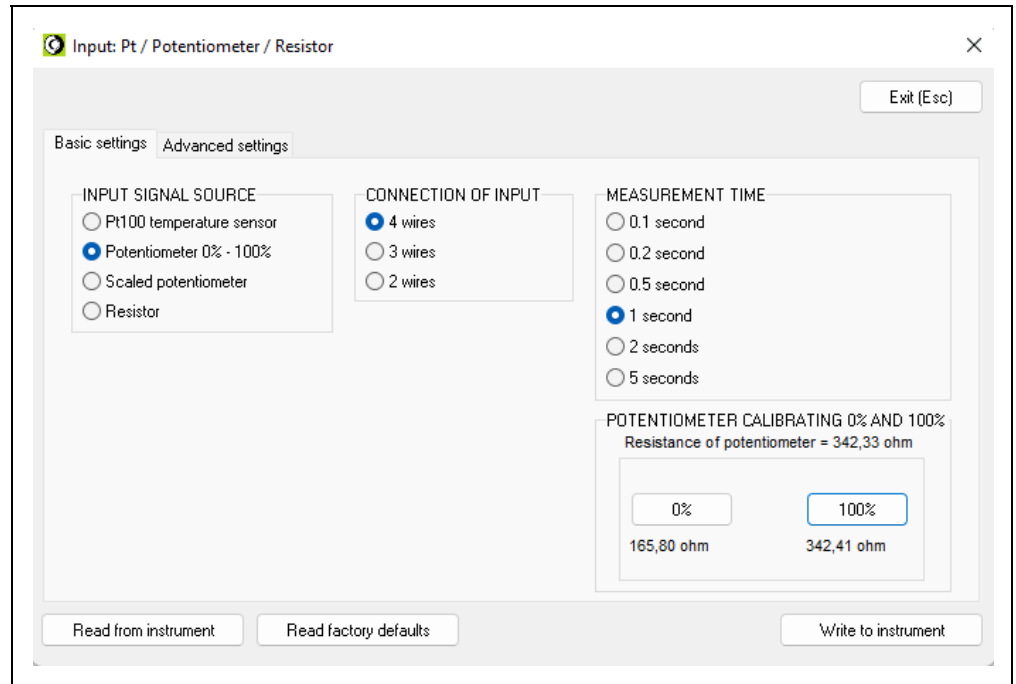 Input: Pt / Potentiometer / Resistor
Exit (Esc)
Basic settings
Advanced settings
INPUT SIGNAL SOURCE
Pt100 temperature sensor
Potentiometer 0% - 100%
Scaled potentiometer
Resistor
CONNECTION OF INPUT
4 wires
3 wires
2 wires
MEASUREMENT TIME
0.1 second
0.2 second
0.5 second
1 second
2 seconds
5 seconds
POTENTIOMETER CALIBRATING 0% AND 100%
Resistance of potentiometer = 342,33 ohm
0%
100%
165,80 ohm
342,41 ohm
Read from instrument
Read factory defaults
Write to instrument